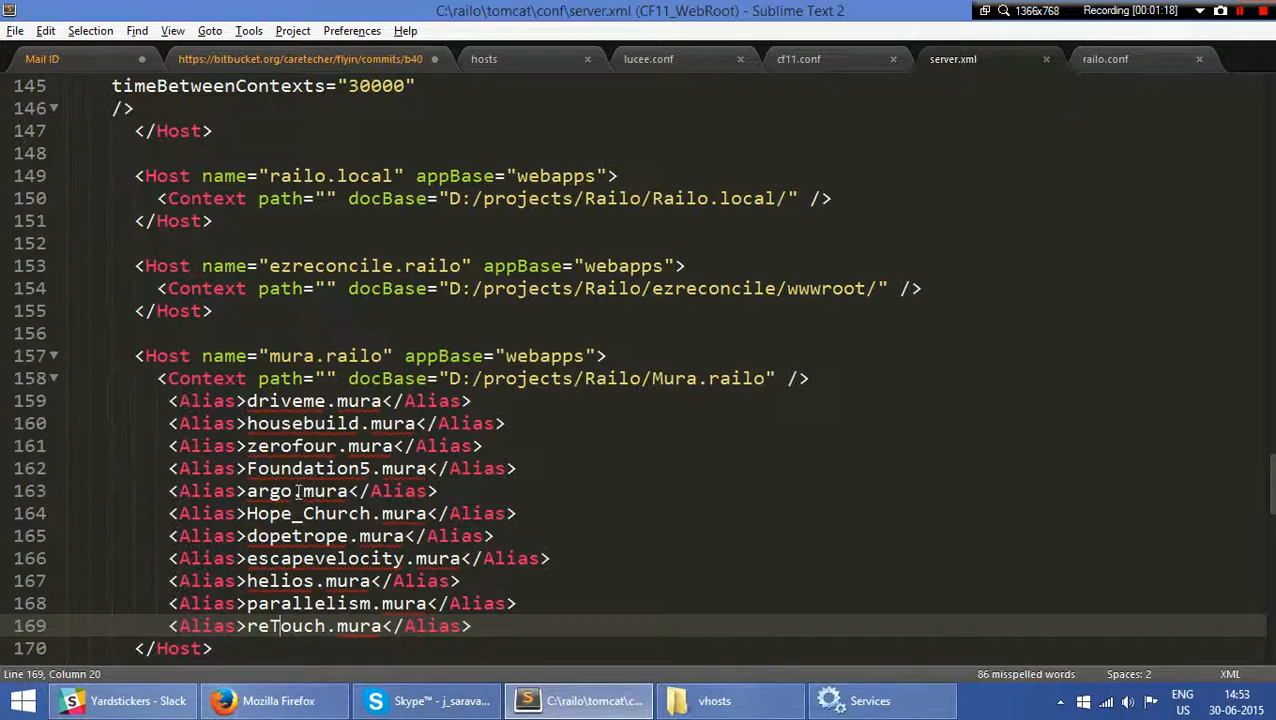 C:\railo\tomcat\conf\server.xml (CF11_WebRoot) - Sublime Text 2
1366x768
Recording [00:01:18]
File Edit Selection Find View Goto Tools Project Preferences Help
Mail ID https://bitbucket.org/caretecher/flyin/commits/b40 hosts lucee.conf cf11.conf server.xml railo.conf
145 timeBetweenContexts="30000"
146 />
147 </Host>
148
149 <Host name="railo.local" appBase="webapps">
150 <Context path="" docBase="D:/projects/Railo/Railo.local/" />
151 </Host>
152
153 <Host name="ezreconcile.railo" appBase="webapps">
154 <Context path="" docBase="D:/projects/Railo/ezreconcile/wwwroot/" />
155 </Host>
156
157 <Host name="mura.railo" appBase="webapps">
158 <Context path="" docBase="D:/projects/Railo/Mura.railo" />
159 <Alias>driveme.mura</Alias>
160 <Alias>housebuild.mura</Alias>
161 <Alias>zerofour.mura</Alias>
162 <Alias>Foundation5.mura</Alias>
163 <Alias>argo.mura</Alias>
164 <Alias>Hope_Church.mura</Alias>
165 <Alias>dopetrope.mura</Alias>
166 <Alias>escapevelocity.mura</Alias>
167 <Alias>helios.mura</Alias>
168 <Alias>parallelism.mura</Alias>
169 <Alias>reTouch.mura</Alias>
170 </Host>
Line 169, Column 20 86 misspelled words Spaces: 2 XML
Yardstickers - Slack Mozilla Firefox Skype™ - j_sarava... C:\railo\tomcat\c... vhosts Services
ENG 14:53
US 30-06-2015